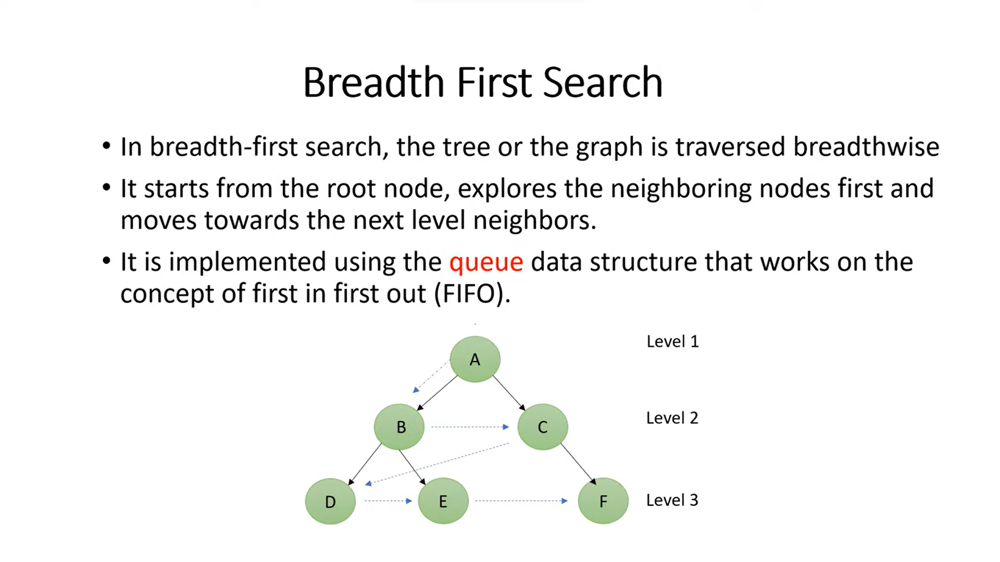 Breadth First Search
• In breadth-first search, the tree or the graph is traversed breadthwise
• It starts from the root node, explores the neighboring nodes first and
moves towards the next level neighbors.
• It is implemented using the queue data structure that works on the
concept of first in first out (FIFO).
A
Level 1
B
C
Level 2
D
E
F
Level 3